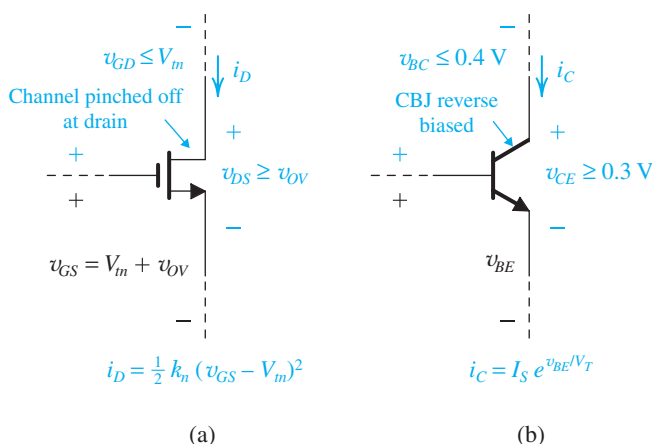 v_GD ≤ V_tn
i_D
Channel pinched off
at drain
+
+
+
v_DS ≥ v_OV
−
−
v_GS = V_tn + v_OV
−
i_D = ½ k_n (v_GS – V_tn)²
(a)
v_BC ≤ 0.4 V
i_C
CBJ reverse
biased
+
+
+
v_CE ≥ 0.3 V
−
−
v_BE
−
i_C = I_S e^{v_BE/V_T}
(b)